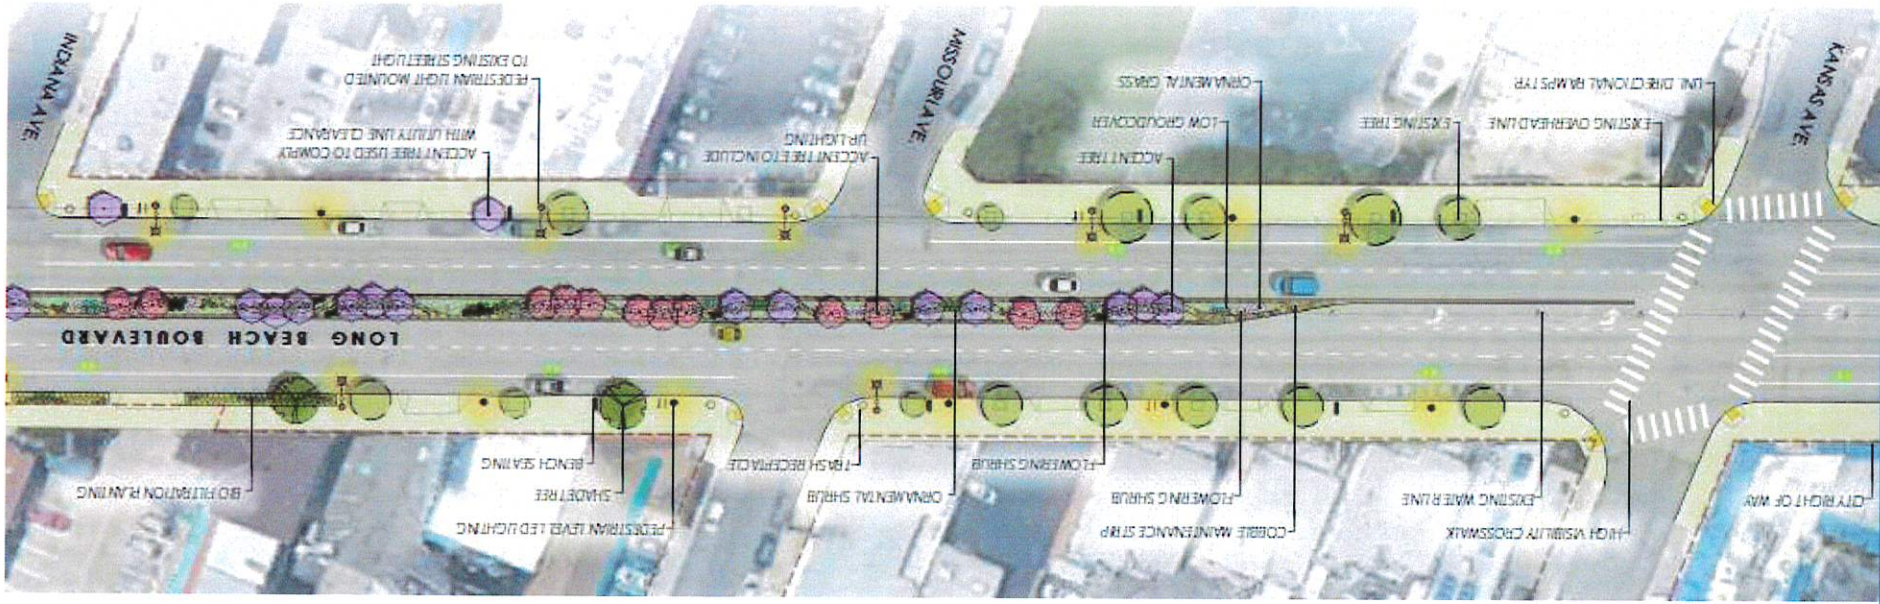 HIGH VISIBILITY CROSSWALK
COBBLE MAINTENANCE STRIP
PEDESTRIAN LEVEL LED LIGHTING
CITY RIGHT OF WAY
EXISTING WATER LINE
FLOWERING SHRUB
ORNAMENTAL SHRUB
SHADE TREE
BIO FILTRATION PLANTING
FLOWERING SHRUB
TRASH RECEPTACLE
BENCH SEATING
LONG BEACH BOULEVARD
ACCENT TREE
ACCENT TREE TO INCLUDE
UP LIGHTING
ACCENT TREE USED TO COMPLY
WITH UTILITY LINE CLEARANCE
EXISTING OVERHEAD LINE
EXISTING TREE
LOW GROUNDCOVER
UNI. DIRECTIONAL RAMPS TYP.
ORNAMENTAL GRASS
PEDESTRIAN LIGHT MOUNTED
TO EXISTING STREETLIGHT
KANSAS AVE.
MISSOURI AVE.
INDIANA AVE.